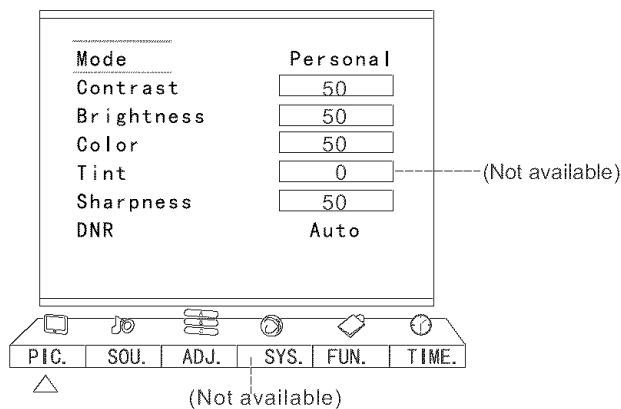 Mode Personal
Contrast 50
Brightness 50
Color 50
Tint 0 (Not available)
Sharpness 50
DNR Auto
PIC. SOU. ADJ. SYS. FUN. TIME.
(Not available)